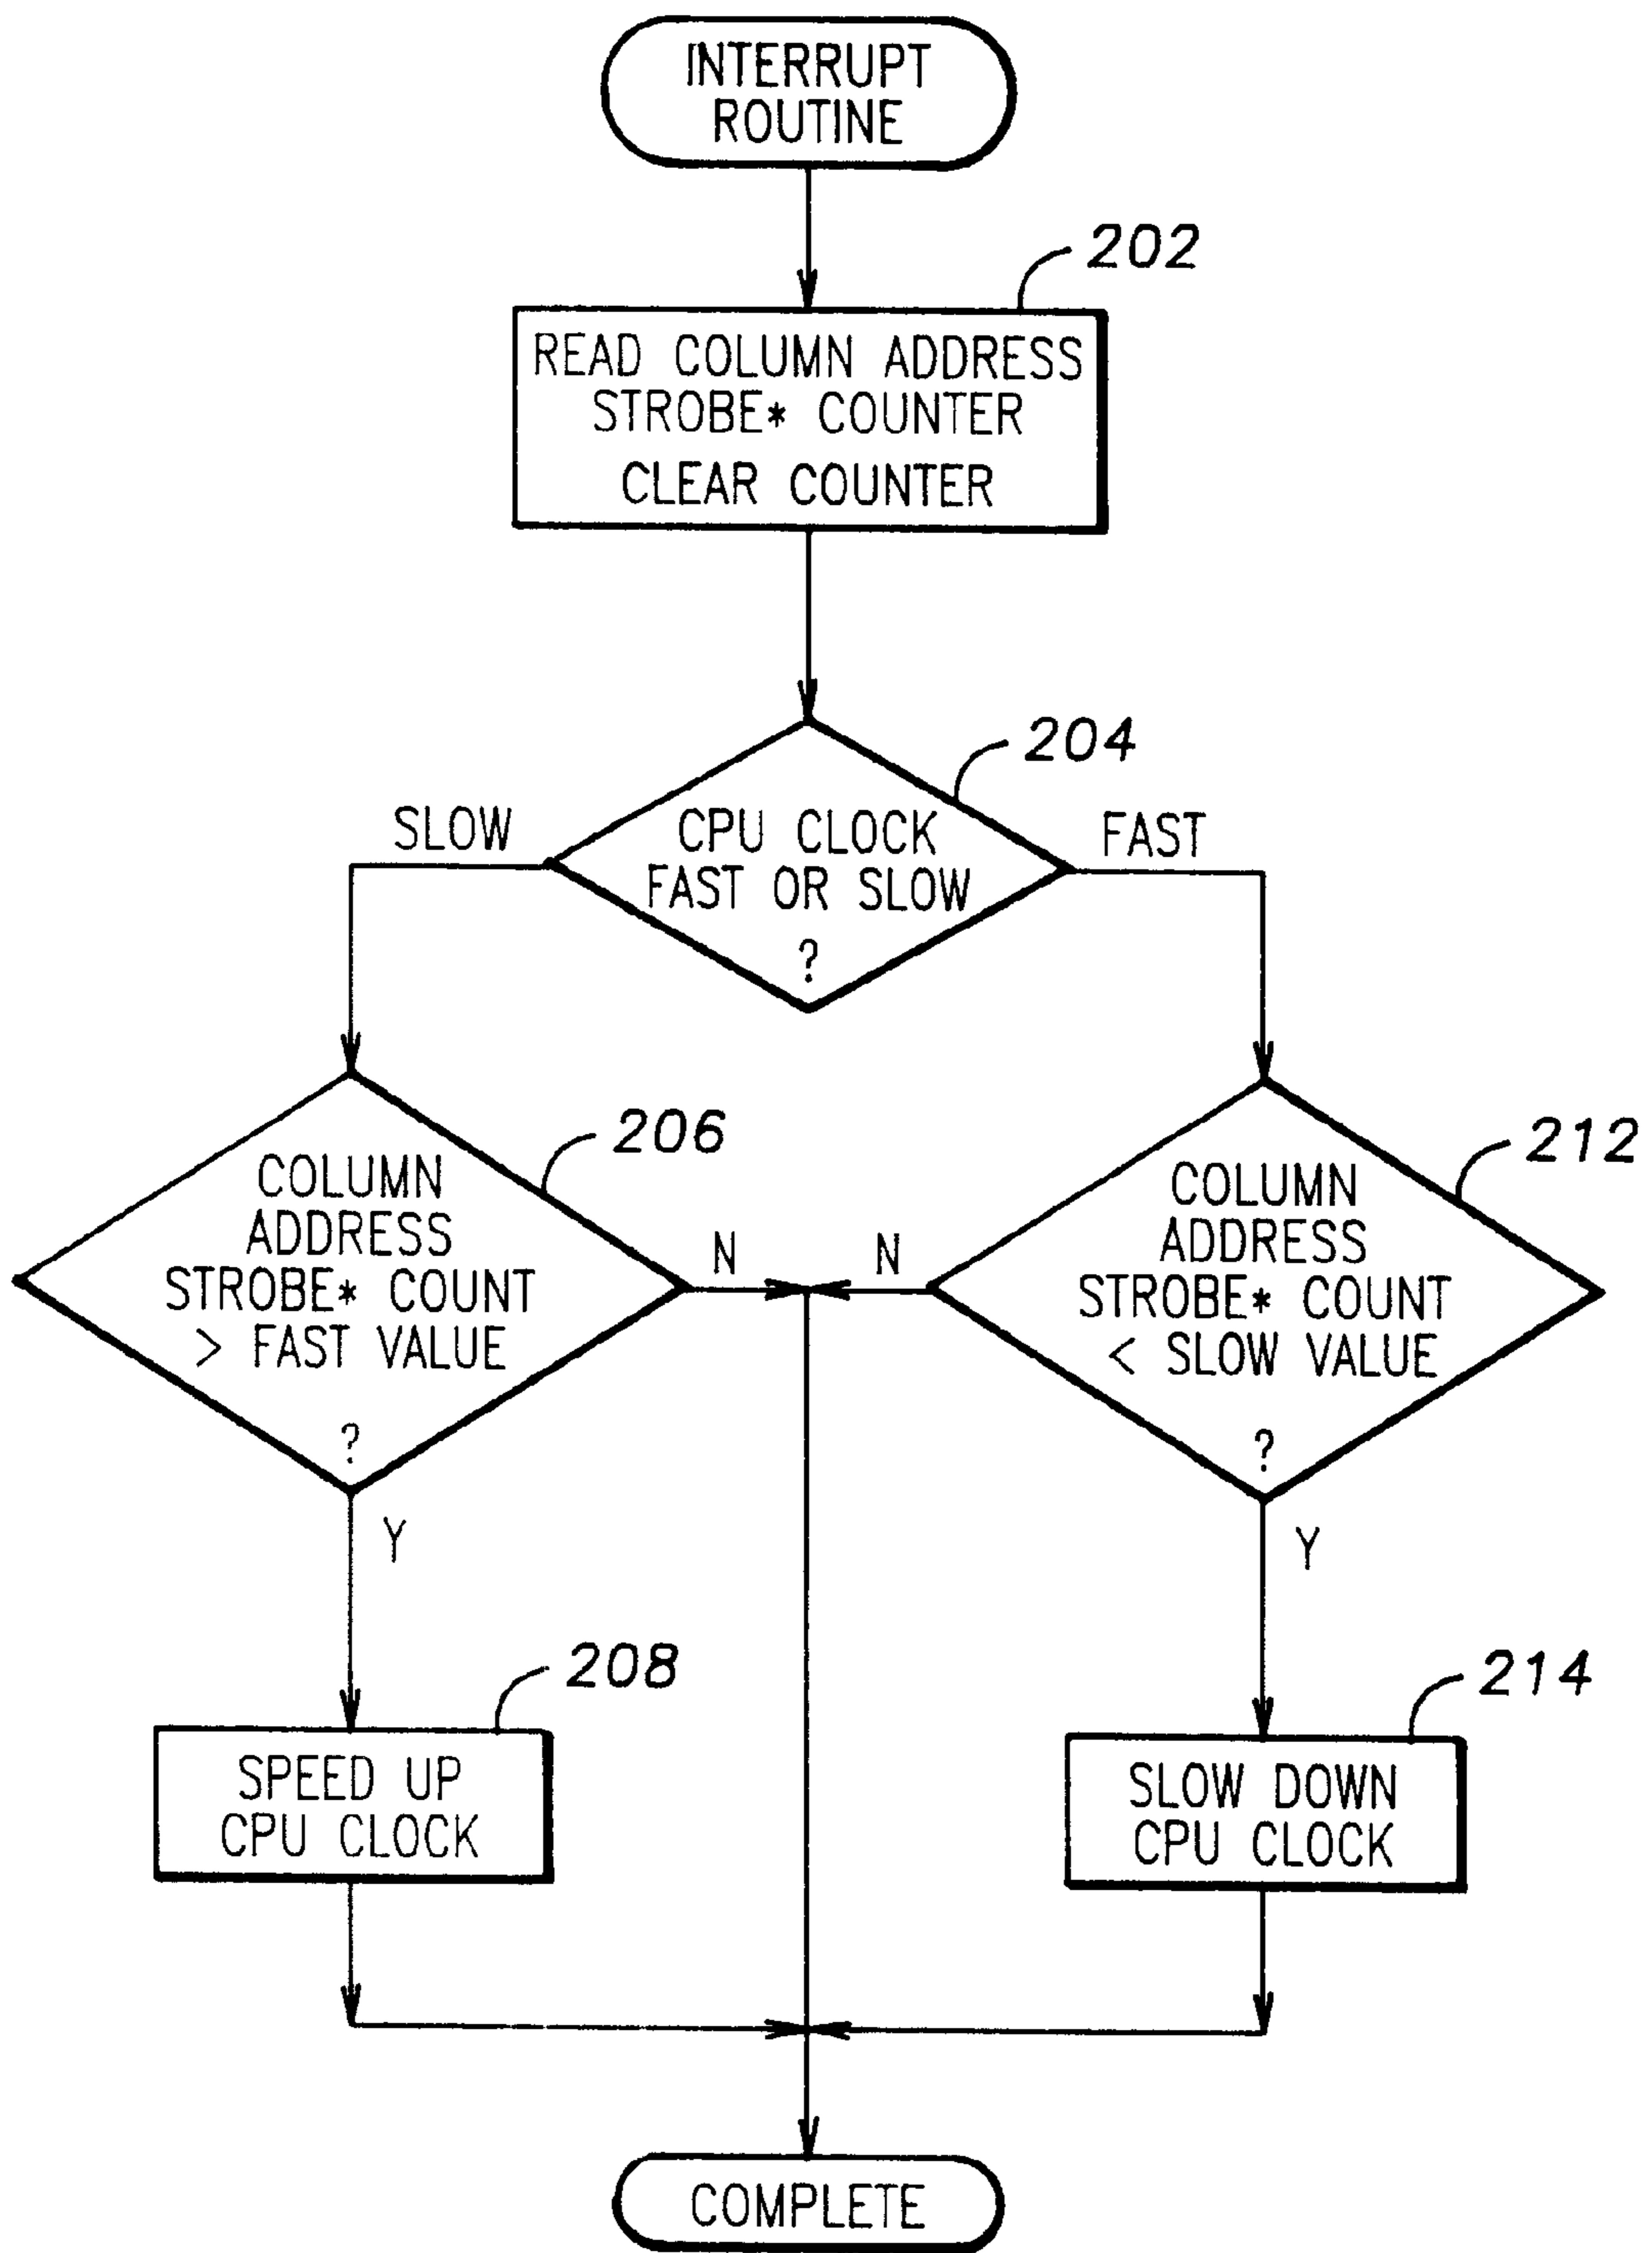 INTERRUPT
ROUTINE
202
READ COLUMN ADDRESS
STROBE* COUNTER
CLEAR COUNTER
204
SLOW
CPU CLOCK
FAST OR SLOW
?
FAST
206
COLUMN
ADDRESS
STROBE* COUNT
> FAST VALUE
?
N
N
212
COLUMN
ADDRESS
STROBE* COUNT
< SLOW VALUE
?
Y
Y
208
SPEED UP
CPU CLOCK
214
SLOW DOWN
CPU CLOCK
COMPLETE